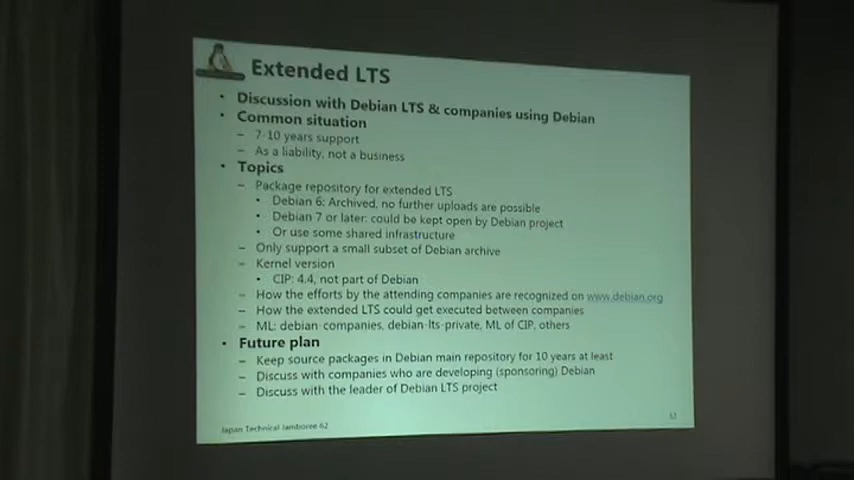 Extended LTS
• Discussion with Debian LTS & companies using Debian
• Common situation
– 7-10 years support
– As a liability, not a business
• Topics
– Package repository for extended LTS
• Debian 6: Archived, no further uploads are possible
• Debian 7 or later: could be kept open by Debian project
• Or use some shared infrastructure
– Only support a small subset of Debian archive
– Kernel version
• CIP: 4.4, not part of Debian
– How the efforts by the attending companies are recognized on www.debian.org
– How the extended LTS could get executed between companies
– ML: debian-companies, debian-lts-private, ML of CIP, others
• Future plan
– Keep source packages in Debian main repository for 10 years at least
– Discuss with companies who are developing (sponsoring) Debian
– Discuss with the leader of Debian LTS project
Japan Technical Jamboree 62